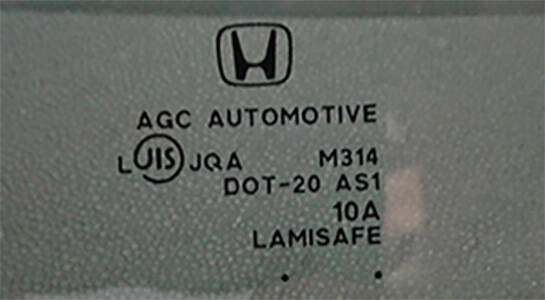 AGC AUTOMOTIVE
L JIS JQA M314
DOT-20 AS1
10A
LAMISAFE